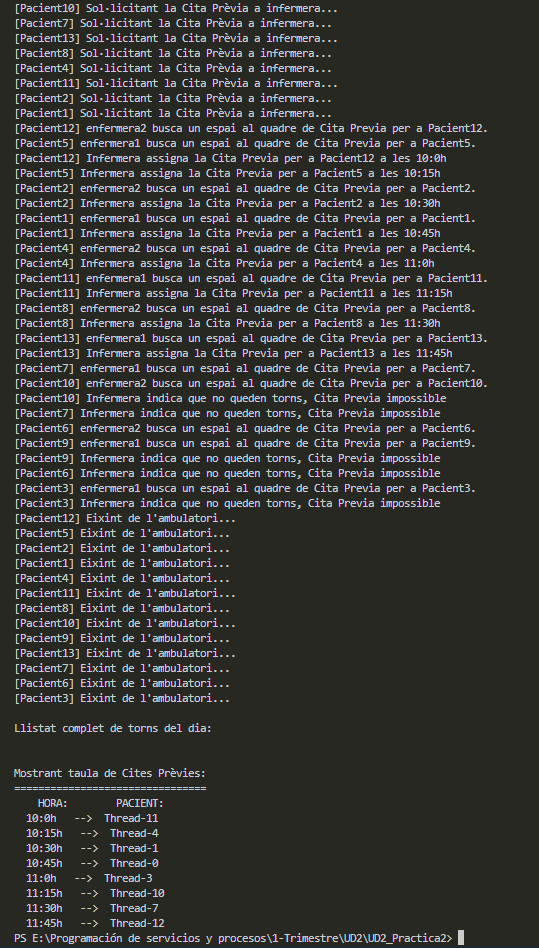 [Pacient10] Sol·licitant la Cita Prèvia a infermera...
[Pacient7] Sol·licitant la Cita Prèvia a infermera...
[Pacient13] Sol·licitant la Cita Prèvia a infermera...
[Pacient8] Sol·licitant la Cita Prèvia a infermera...
[Pacient4] Sol·licitant la Cita Prèvia a infermera...
[Pacient11] Sol·licitant la Cita Prèvia a infermera...
[Pacient2] Sol·licitant la Cita Prèvia a infermera...
[Pacient1] Sol·licitant la Cita Prèvia a infermera...
[Pacient12] enfermera2 busca un espai al quadre de Cita Previa per a Pacient12.
[Pacient5] enfermera1 busca un espai al quadre de Cita Previa per a Pacient5.
[Pacient12] Infermera assigna la Cita Previa per a Pacient12 a les 10:0h
[Pacient5] Infermera assigna la Cita Previa per a Pacient5 a les 10:15h
[Pacient2] enfermera2 busca un espai al quadre de Cita Previa per a Pacient2.
[Pacient2] Infermera assigna la Cita Previa per a Pacient2 a les 10:30h
[Pacient1] enfermera1 busca un espai al quadre de Cita Previa per a Pacient1.
[Pacient1] Infermera assigna la Cita Previa per a Pacient1 a les 10:45h
[Pacient4] enfermera2 busca un espai al quadre de Cita Previa per a Pacient4.
[Pacient4] Infermera assigna la Cita Previa per a Pacient4 a les 11:0h
[Pacient11] enfermera1 busca un espai al quadre de Cita Previa per a Pacient11.
[Pacient11] Infermera assigna la Cita Previa per a Pacient11 a les 11:15h
[Pacient8] enfermera2 busca un espai al quadre de Cita Previa per a Pacient8.
[Pacient8] Infermera assigna la Cita Previa per a Pacient8 a les 11:30h
[Pacient13] enfermera1 busca un espai al quadre de Cita Previa per a Pacient13.
[Pacient13] Infermera assigna la Cita Previa per a Pacient13 a les 11:45h
[Pacient7] enfermera1 busca un espai al quadre de Cita Previa per a Pacient7.
[Pacient10] enfermera2 busca un espai al quadre de Cita Previa per a Pacient10.
[Pacient10] Infermera indica que no queden torns, Cita Previa impossible
[Pacient7] Infermera indica que no queden torns, Cita Previa impossible
[Pacient6] enfermera2 busca un espai al quadre de Cita Previa per a Pacient6.
[Pacient9] enfermera1 busca un espai al quadre de Cita Previa per a Pacient9.
[Pacient9] Infermera indica que no queden torns, Cita Previa impossible
[Pacient6] Infermera indica que no queden torns, Cita Previa impossible
[Pacient3] enfermera1 busca un espai al quadre de Cita Previa per a Pacient3.
[Pacient3] Infermera indica que no queden torns, Cita Previa impossible
[Pacient12] Eixint de l'ambulatori...
[Pacient5] Eixint de l'ambulatori...
[Pacient2] Eixint de l'ambulatori...
[Pacient1] Eixint de l'ambulatori...
[Pacient4] Eixint de l'ambulatori...
[Pacient11] Eixint de l'ambulatori...
[Pacient8] Eixint de l'ambulatori...
[Pacient10] Eixint de l'ambulatori...
[Pacient9] Eixint de l'ambulatori...
[Pacient13] Eixint de l'ambulatori...
[Pacient7] Eixint de l'ambulatori...
[Pacient6] Eixint de l'ambulatori...
[Pacient3] Eixint de l'ambulatori...
Llistat complet de torns del dia:
Mostrant taula de Cites Prèvies:
================================
HORA: PACIENT:
10:0h --> Thread-11
10:15h --> Thread-4
10:30h --> Thread-1
10:45h --> Thread-0
11:0h --> Thread-3
11:15h --> Thread-10
11:30h --> Thread-7
11:45h --> Thread-12
PS E:\Programación de servicios y procesos\1-Trimestre\UD2\UD2_Practica2>